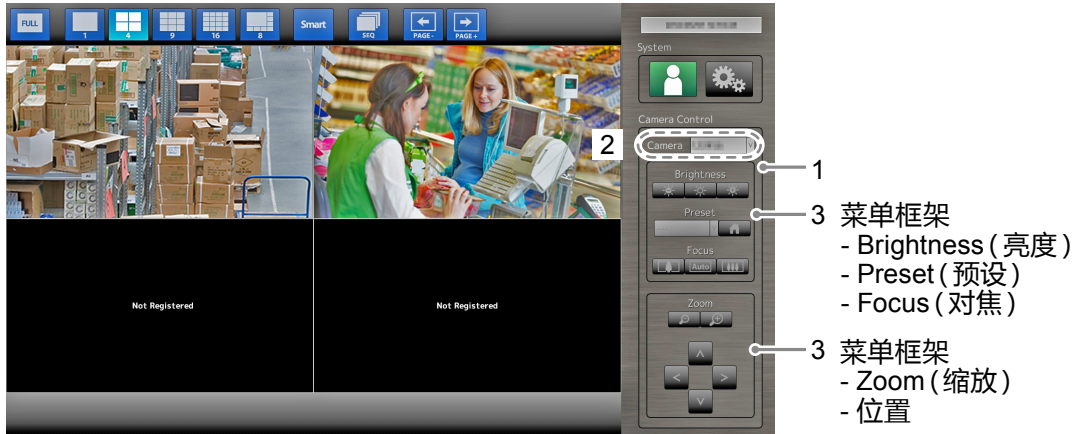 FULL
1
4
9
16
8
Smart
SEQ
PAGE-
PAGE+
System
Camera Control
2
Camera
1
Brightness
3 菜单框架
- Brightness(亮度)
- Preset(预设)
- Focus(对焦)
Preset
Focus
Auto
Not Registered
Not Registered
Zoom
3 菜单框架
- Zoom(缩放)
- 位置